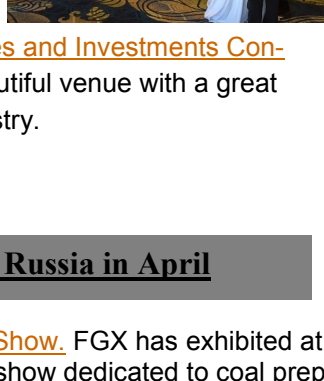 es and Investments Con-
utiful venue with a great
stry.
Russia in April
Show. FGX has exhibited at
show dedicated to coal prep